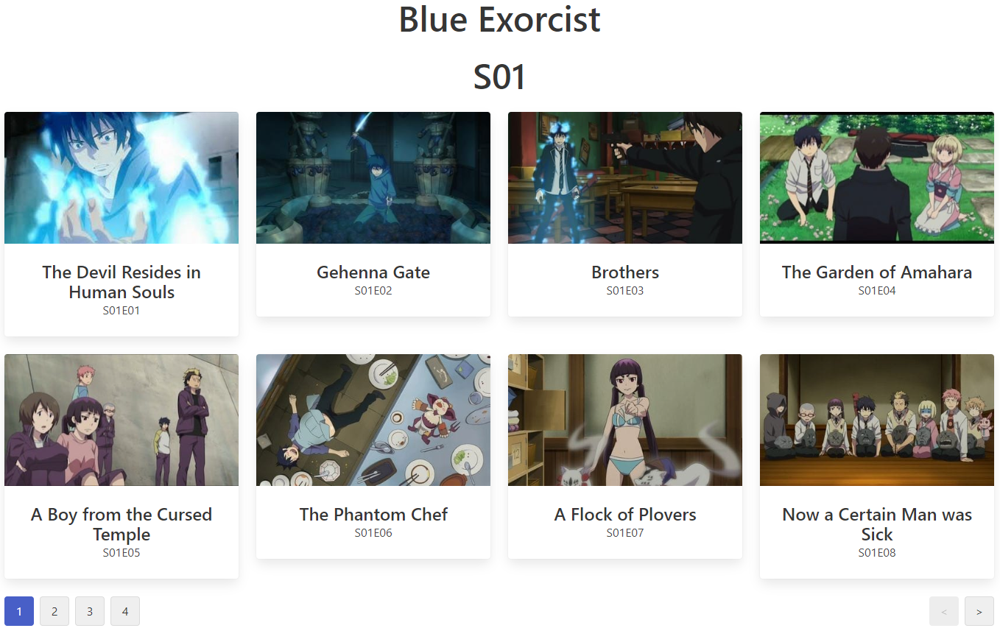 Blue Exorcist
S01
The Devil Resides in
Human Souls
S01E01
Gehenna Gate
S01E02
Brothers
S01E03
The Garden of Amahara
S01E04
A Boy from the Cursed
Temple
S01E05
The Phantom Chef
S01E06
A Flock of Plovers
S01E07
Now a Certain Man was
Sick
S01E08
1 2 3 4 < >